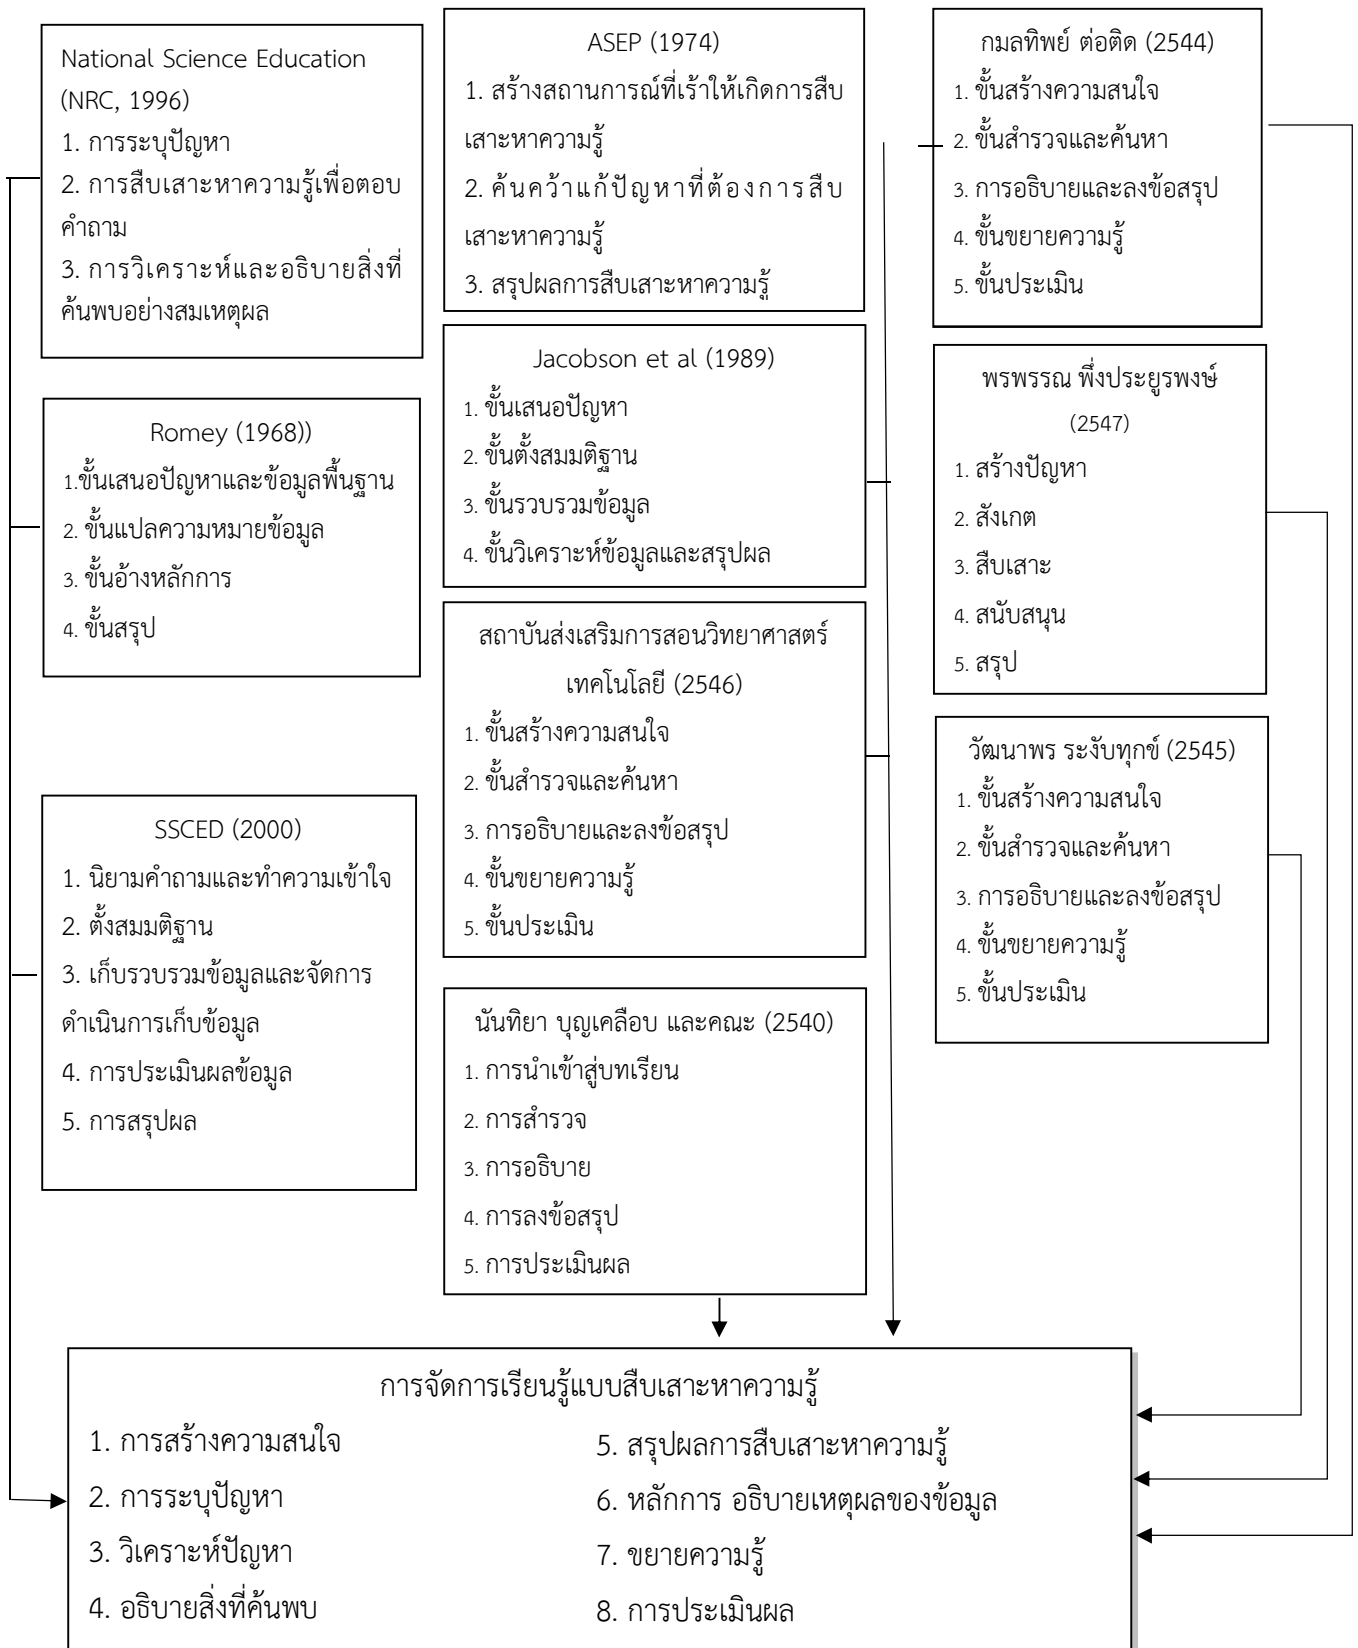 National Science Education
(NRC, 1996)
1. การระบุปัญหา
2. การสืบเสาะหาความรู้เพื่อตอบ
คำถาม
3. การวิเคราะห์และอธิบายสิ่งที่
ค้นพบอย่างสมเหตุผล
Romey (1968))
1.ขั้นเสนอปัญหาและข้อมูลพื้นฐาน
2. ขั้นแปลความหมายข้อมูล
3. ขั้นอ้างหลักการ
4. ขั้นสรุป
SSCED (2000)
1. นิยามคำถามและทำความเข้าใจ
2. ตั้งสมมติฐาน
3. เก็บรวบรวมข้อมูลและจัดการ
ดำเนินการเก็บข้อมูล
4. การประเมินผลข้อมูล
5. การสรุปผล
ASEP (1974)
1. สร้างสถานการณ์ที่เร้าให้เกิดการสืบ
เสาะหาความรู้
2. ค้นคว้าแก้ปัญหาที่ต้องการสืบ
เสาะหาความรู้
3. สรุปผลการสืบเสาะหาความรู้
Jacobson et al (1989)
1. ขั้นเสนอปัญหา
2. ขั้นตั้งสมมติฐาน
3. ขั้นรวบรวมข้อมูล
4. ขั้นวิเคราะห์ข้อมูลและสรุปผล
สถาบันส่งเสริมการสอนวิทยาศาสตร์
เทคโนโลยี (2546)
1. ขั้นสร้างความสนใจ
2. ขั้นสำรวจและค้นหา
3. การอธิบายและลงข้อสรุป
4. ขั้นขยายความรู้
5. ขั้นประเมิน
นันทิยา บุญเคลือบ และคณะ (2540)
1. การนำเข้าสู่บทเรียน
2. การสำรวจ
3. การอธิบาย
4. การลงข้อสรุป
5. การประเมินผล
กมลทิพย์ ต่อติด (2544)
1. ขั้นสร้างความสนใจ
2. ขั้นสำรวจและค้นหา
3. การอธิบายและลงข้อสรุป
4. ขั้นขยายความรู้
5. ขั้นประเมิน
พรพรรณ พึ่งประยูรพงษ์
(2547)
1. สร้างปัญหา
2. สังเกต
3. สืบเสาะ
4. สนับสนุน
5. สรุป
วัฒนาพร ระงับทุกข์ (2545)
1. ขั้นสร้างความสนใจ
2. ขั้นสำรวจและค้นหา
3. การอธิบายและลงข้อสรุป
4. ขั้นขยายความรู้
5. ขั้นประเมิน
การจัดการเรียนรู้แบบสืบเสาะหาความรู้
1. การสร้างความสนใจ
2. การระบุปัญหา
3. วิเคราะห์ปัญหา
4. อธิบายสิ่งที่ค้นพบ
5. สรุปผลการสืบเสาะหาความรู้
6. หลักการ อธิบายเหตุผลของข้อมูล
7. ขยายความรู้
8. การประเมินผล